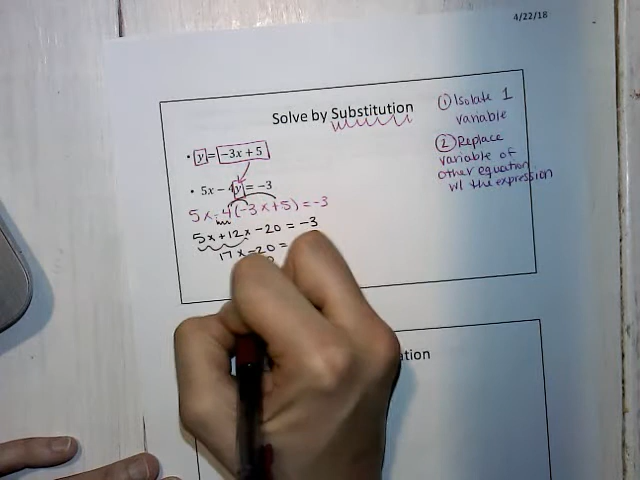 4/22/18
Solve by Substitution
① Isolate 1
variable
② Replace
variable of
other equation
w/ the expression
• y = -3x + 5
• 5x - 4y = -3
5x - 4(-3x + 5) = -3
5x + 12x - 20 = -3
17x - 20 =